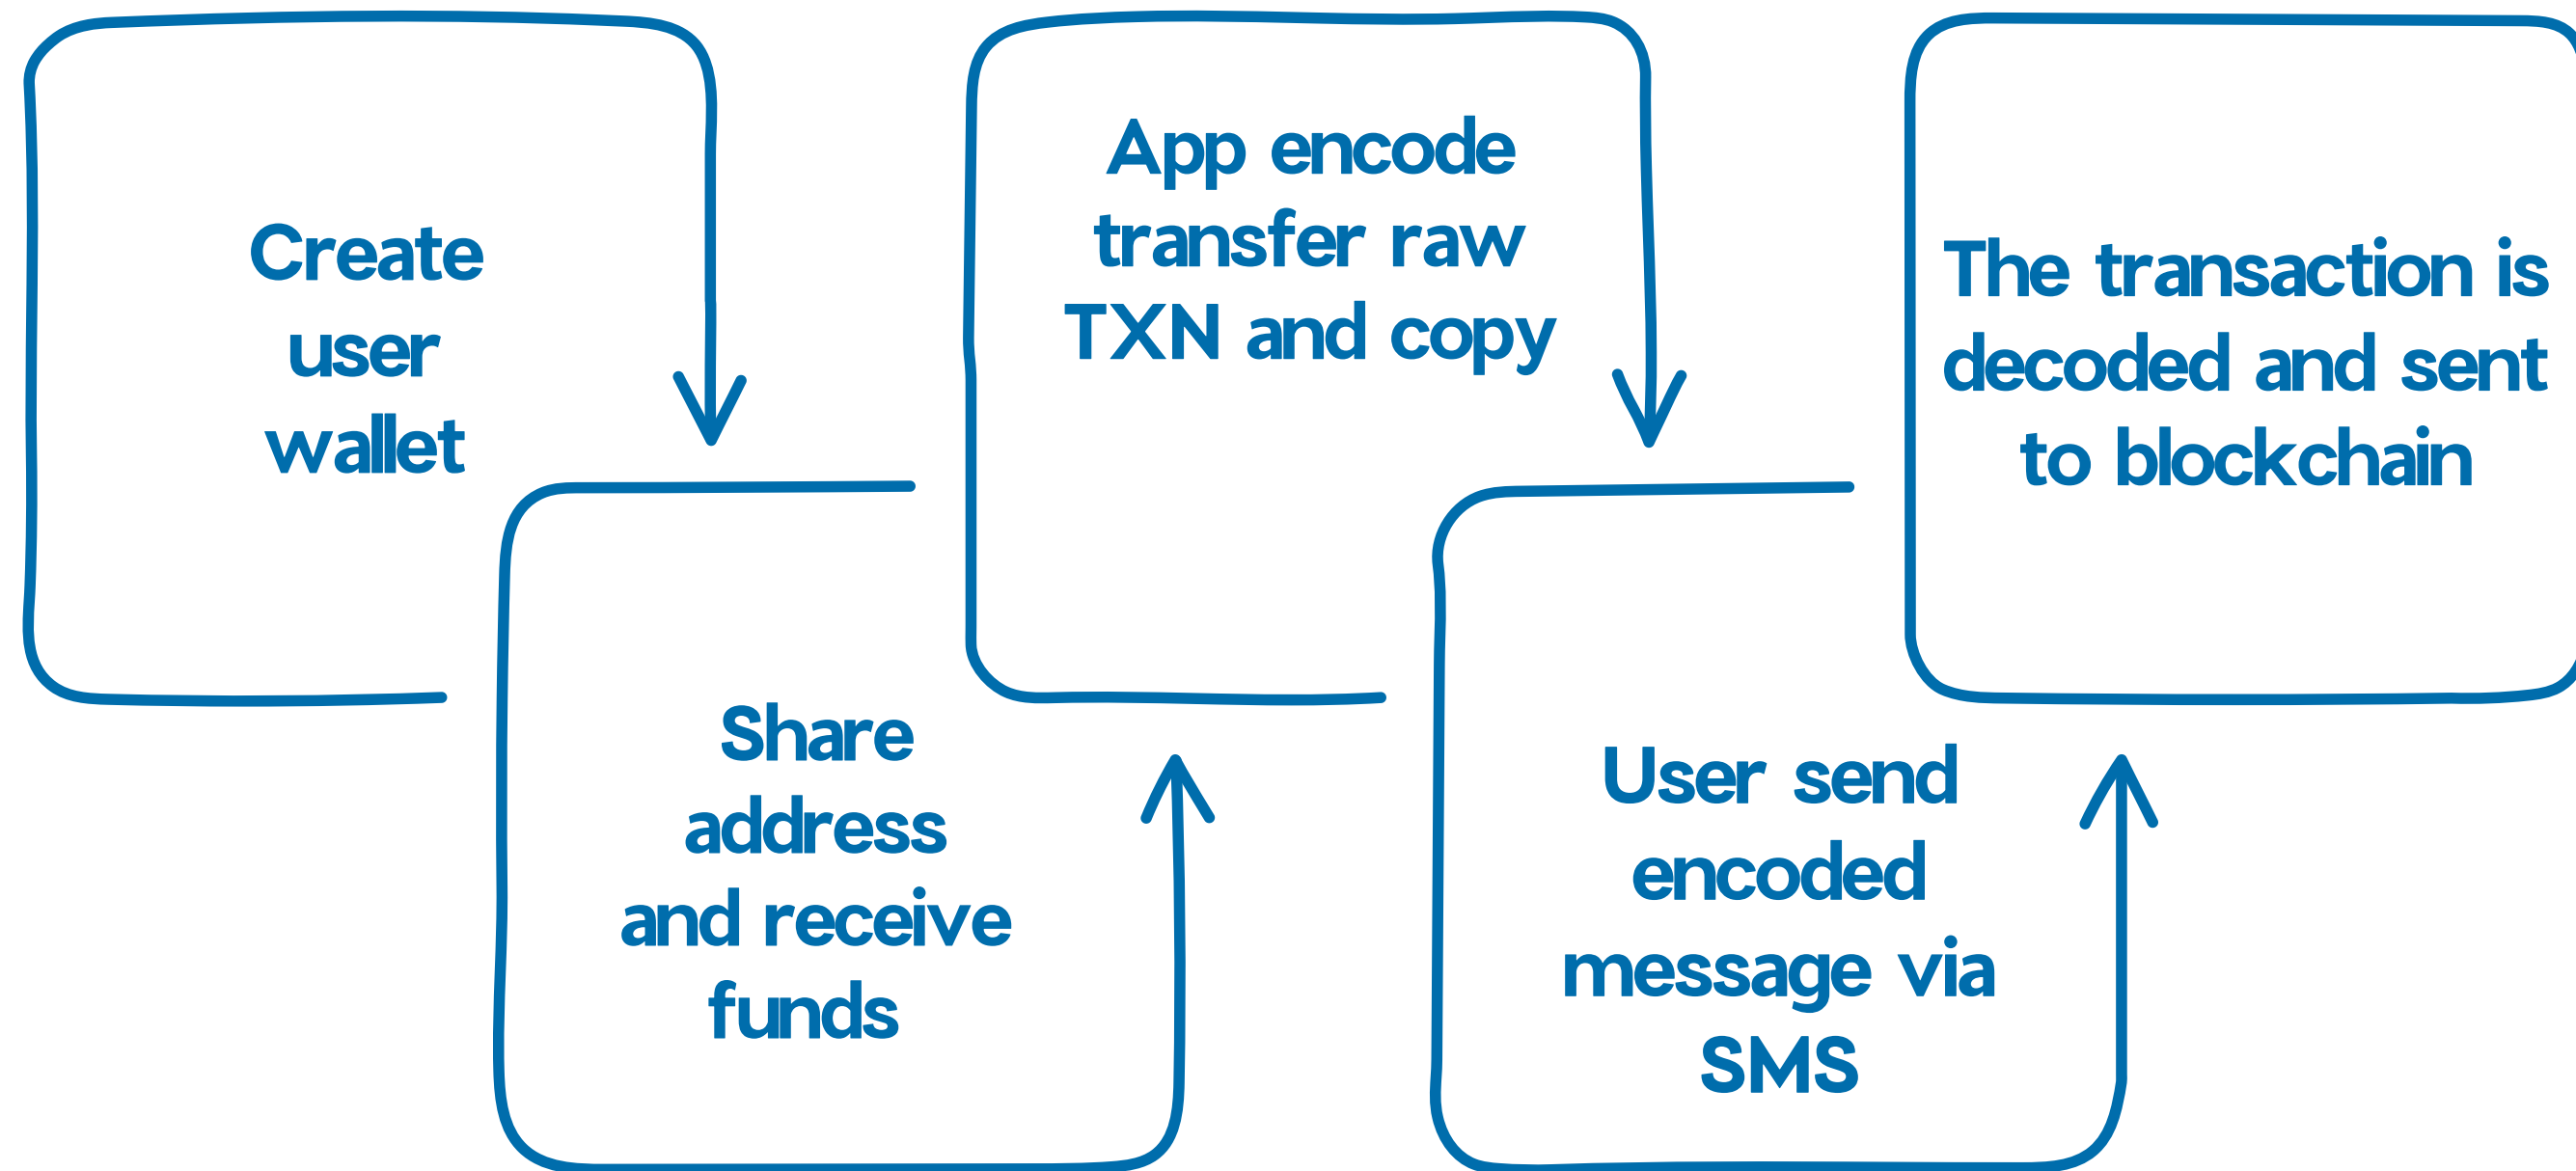 Create
user
wallet
Share
address
and receive
funds
App encode
transfer raw
TXN and copy
User send
encoded
message via
SMS
The transaction is
decoded and sent
to blockchain